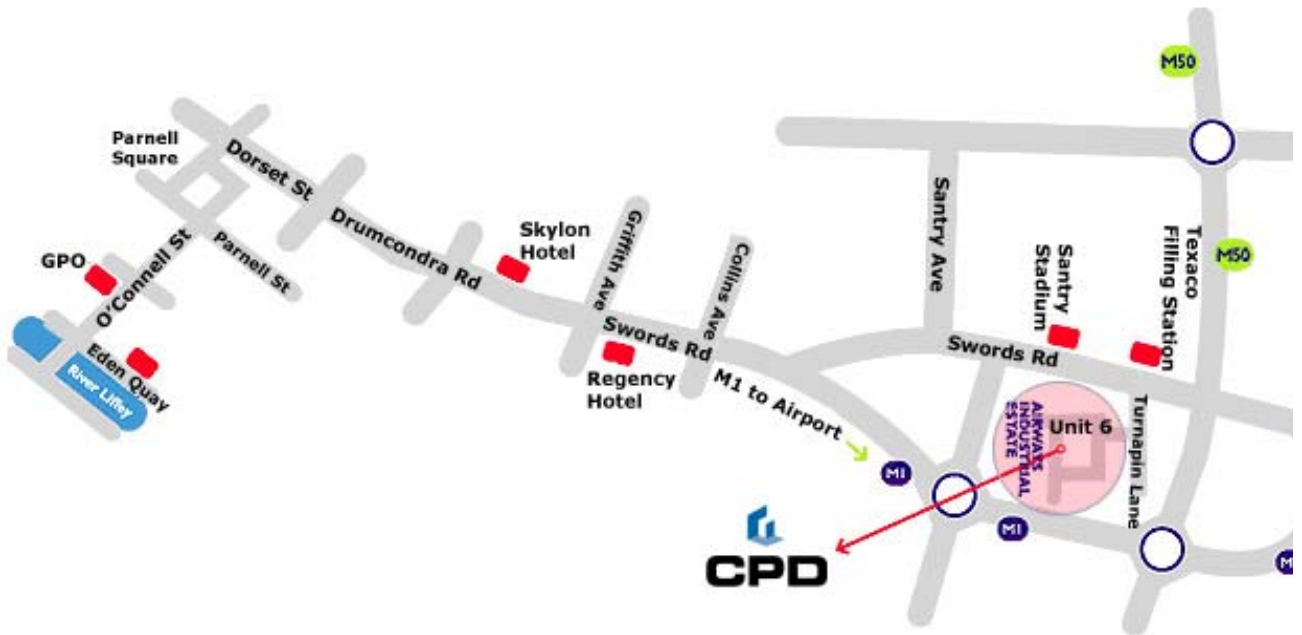 Parnell
Square
Dorset St
GPO
O'Connell St
Parnell St
Eden Quay
River Liffey
Drumcondra Rd
Skylon
Hotel
Griffith Ave
Collins Ave
Swords Rd
Regency
Hotel
M1 to Airport
M1
M50
Santry Ave
Santry
Stadium
Texaco
Filling Station
M50
Swords Rd
AIRWAYS
INDUSTRIAL
ESTATE
Unit 6
Turnapin Lane
M1
CPD